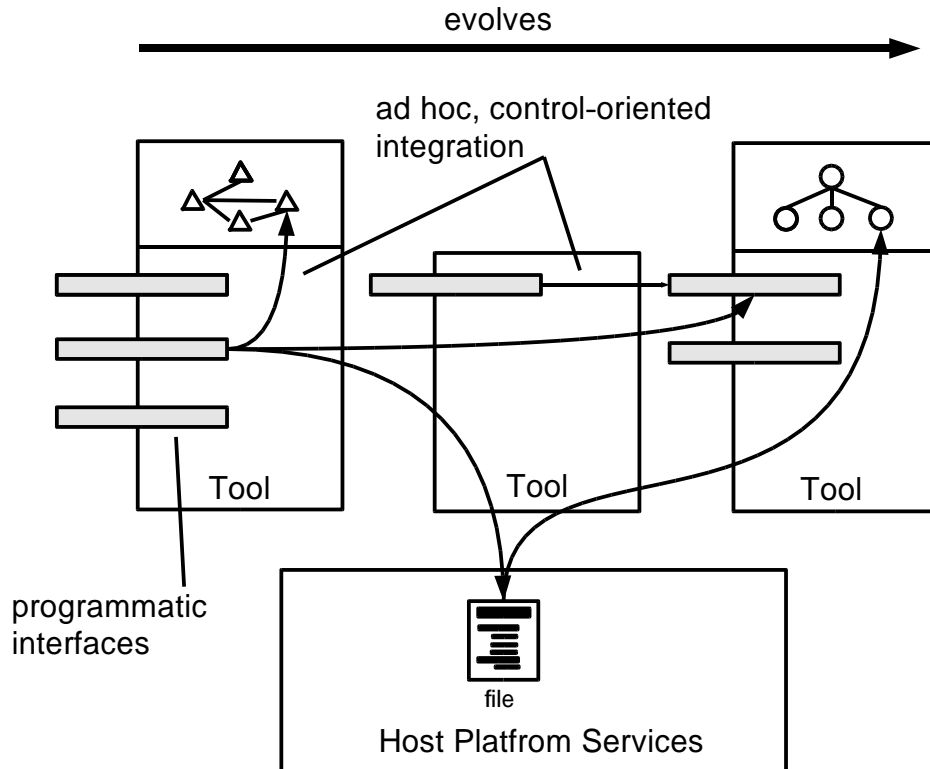 evolves
ad hoc, control-oriented
integration
Tool
Tool
Tool
programmatic
interfaces
file
Host Platfrom Services